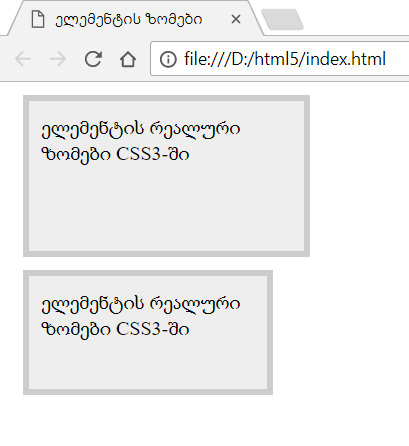 ელემენტის ზომები
file:///D:/html5/index.html
ელემენტის რეალური
ზომები CSS3-ში
ელემენტის რეალური
ზომები CSS3-ში